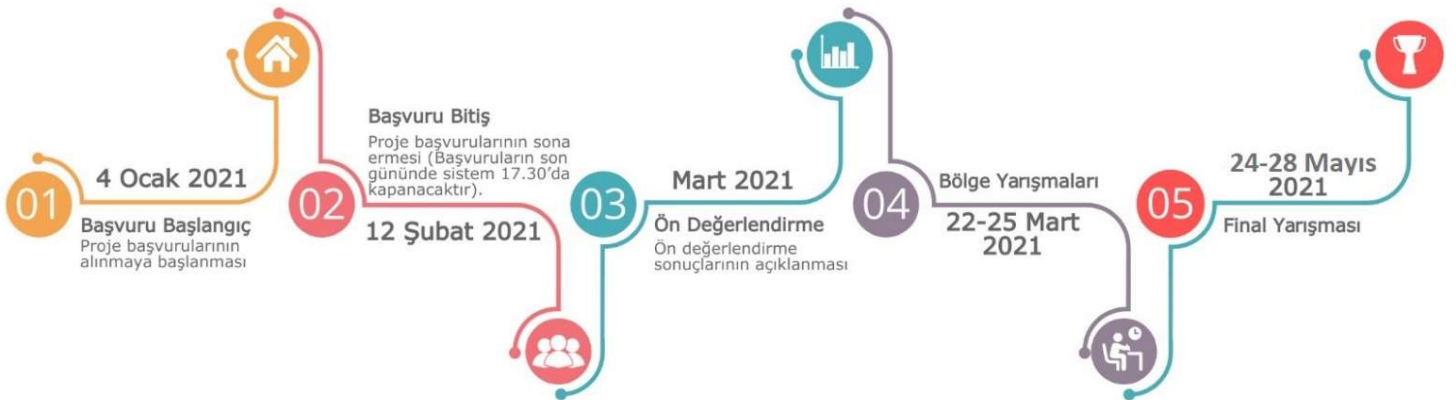 01
4 Ocak 2021
Başvuru Başlangıç
Proje başvurularının
alınmaya başlanması
02
Başvuru Bitiş
Proje başvurularının sona
ermesi (Başvuruların son
gününde sistem 17.30’da
kapanacaktır).
12 Şubat 2021
03
Mart 2021
Ön Değerlendirme
Ön değerlendirme
sonuçlarının açıklanması
04
Bölge Yarışmaları
22-25 Mart
2021
05
24-28 Mayıs
2021
Final Yarışması